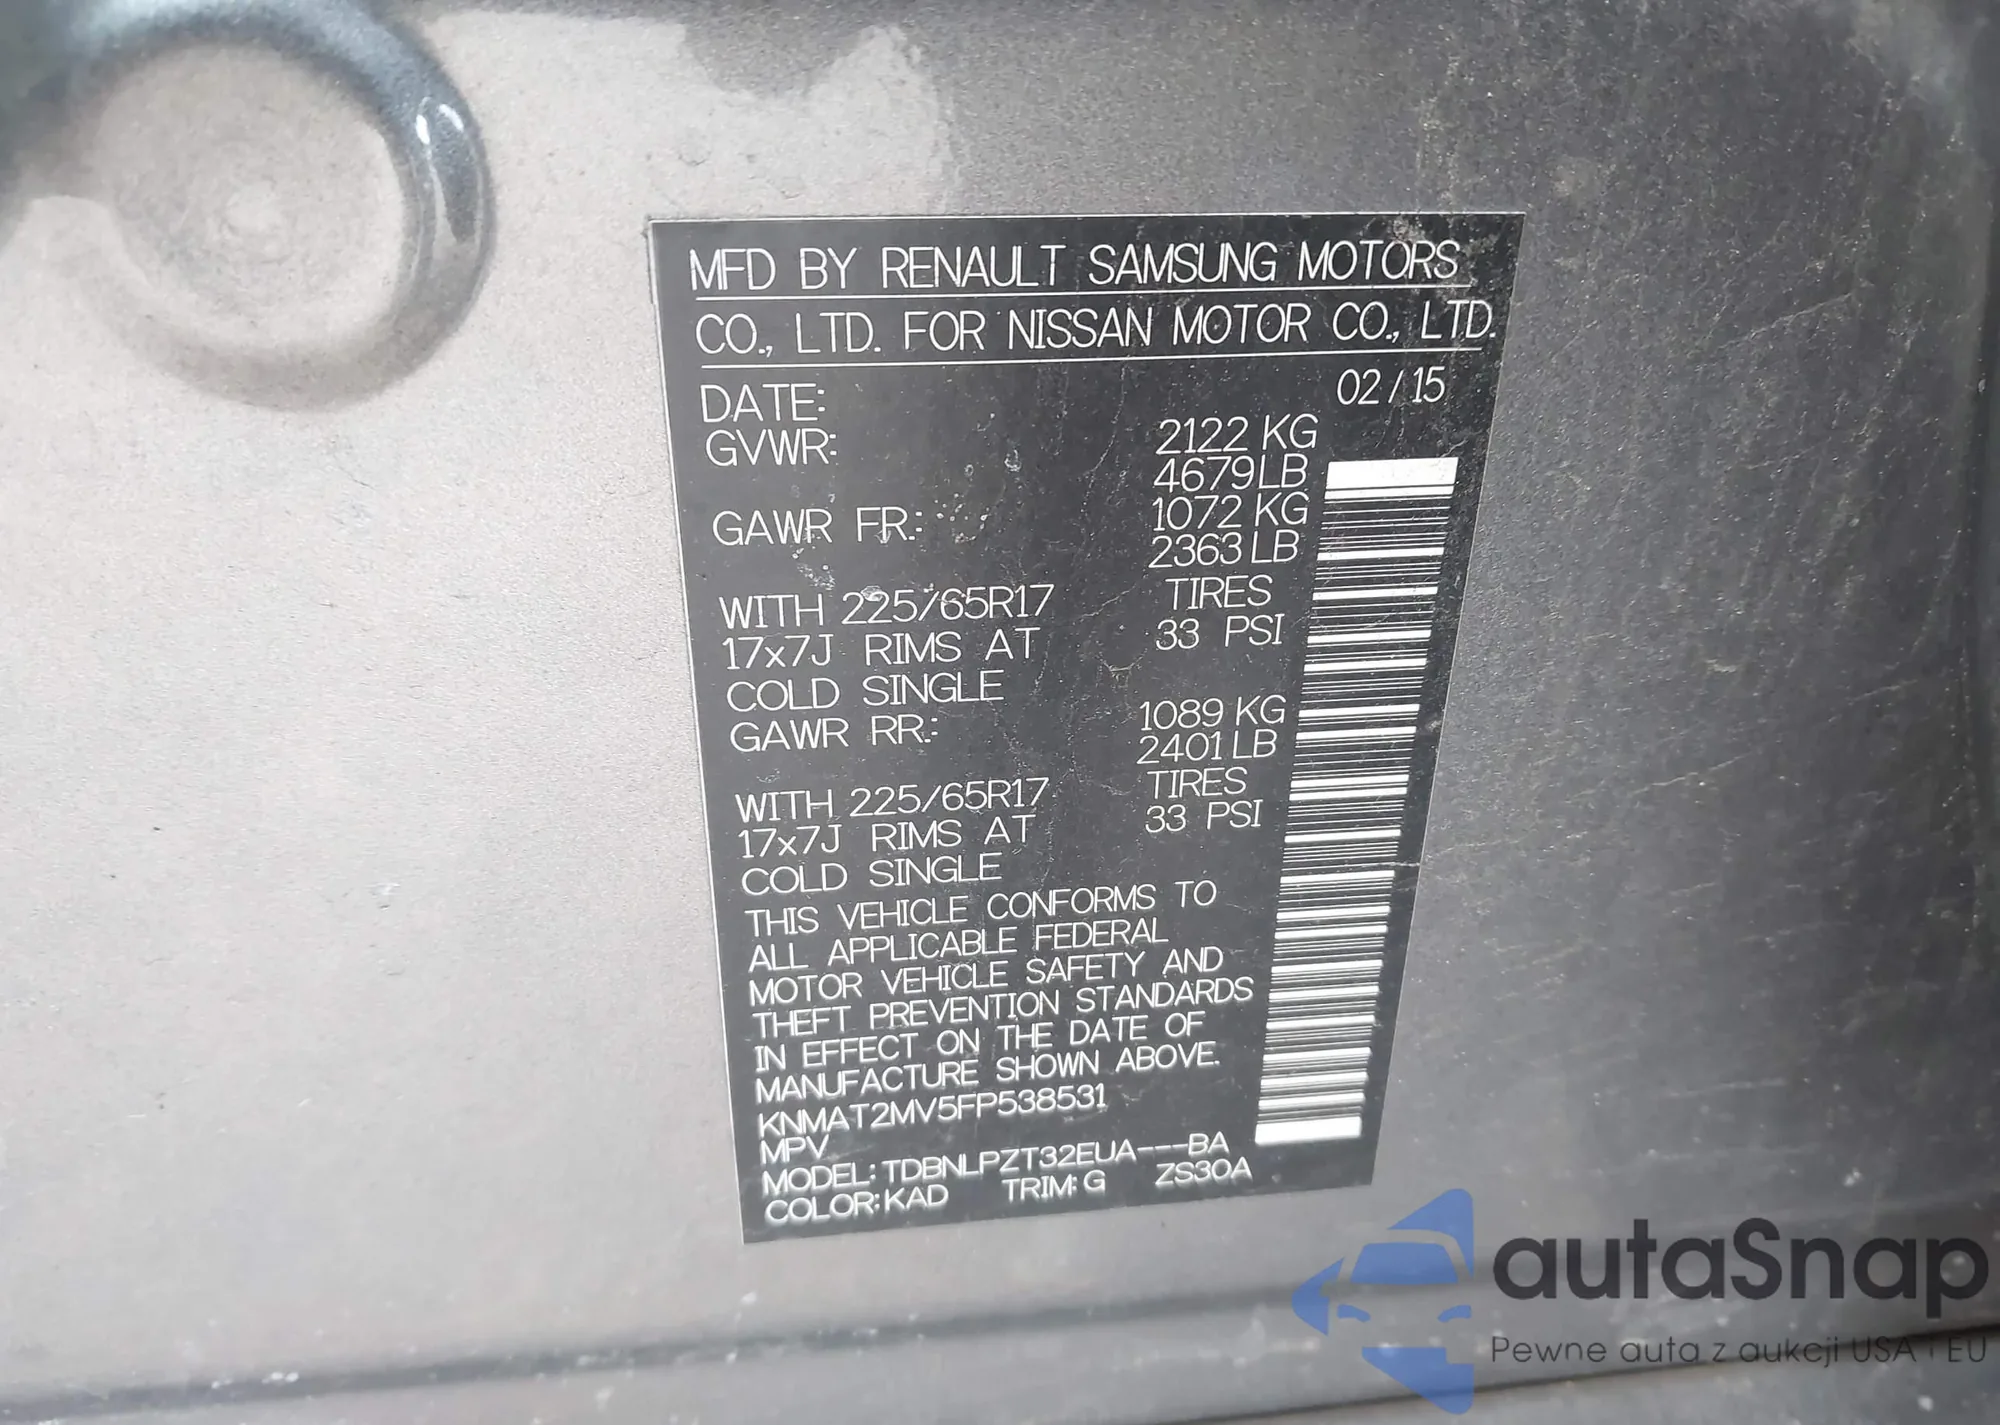 MFD BY RENAULT SAMSUNG MOTORS
CO., LTD. FOR NISSAN MOTOR CO., LTD.
DATE: 02/15
GVWR: 2122 KG
4679 LB
GAWR FR.: 1072 KG
2363 LB
WITH 225/65R17 TIRES
17x7J RIMS AT 33 PSI
COLD SINGLE
GAWR RR.: 1089 KG
2401 LB
WITH 225/65R17 TIRES
17x7J RIMS AT 33 PSI
COLD SINGLE
THIS VEHICLE CONFORMS TO
ALL APPLICABLE FEDERAL
MOTOR VEHICLE SAFETY AND
THEFT PREVENTION STANDARDS
IN EFFECT ON THE DATE OF
MANUFACTURE SHOWN ABOVE.
KNMAT2MV5FP538531
MPV
MODEL: TDBNLPZT32EUA---BA
COLOR: KAD TRIM: G ZS30A
autaSnap
Pewne auta z aukcji USA i EU